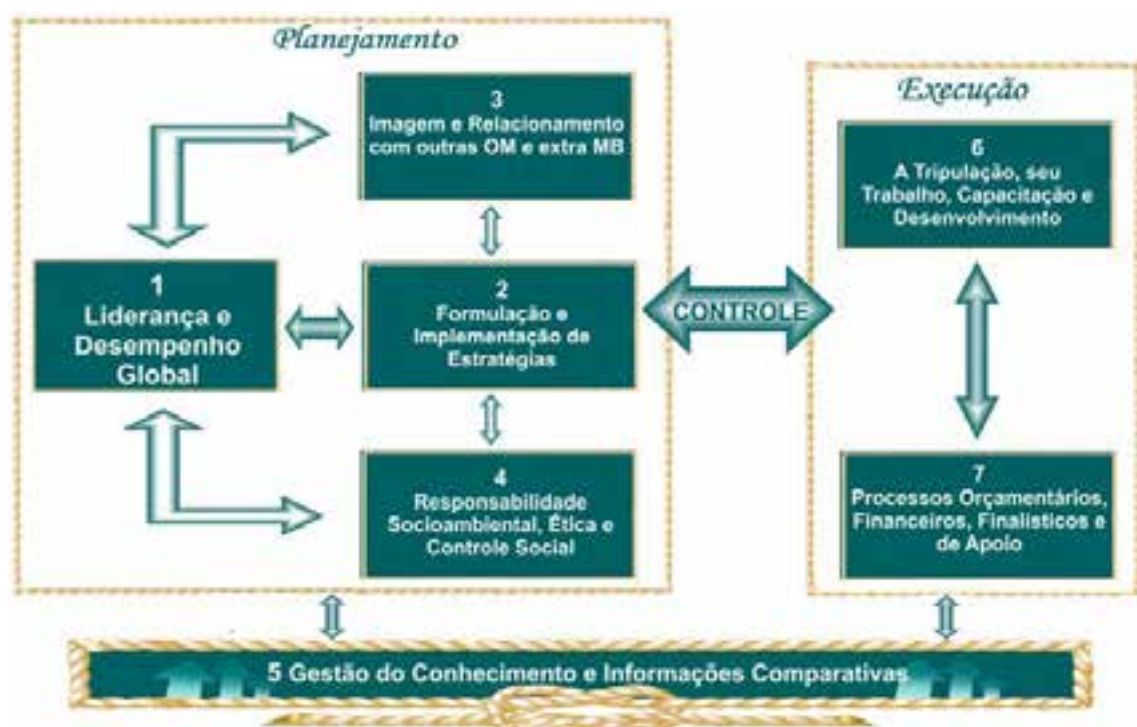 Planejamento
3
Imagem e Relacionamento
com outras OM e extra MB
1
Liderança e
Desempenho
Global
2
Formulação e
Implementação de
Estratégias
4
Responsabilidade
Socioambiental, Ética e
Controle Social
CONTROLE
Execução
6
A Tripulação, seu
Trabalho, Capacitação e
Desenvolvimento
7
Processos Orçamentários,
Financeiros, Finalísticos e
de Apoio
5 Gestão do Conhecimento e Informações Comparativas